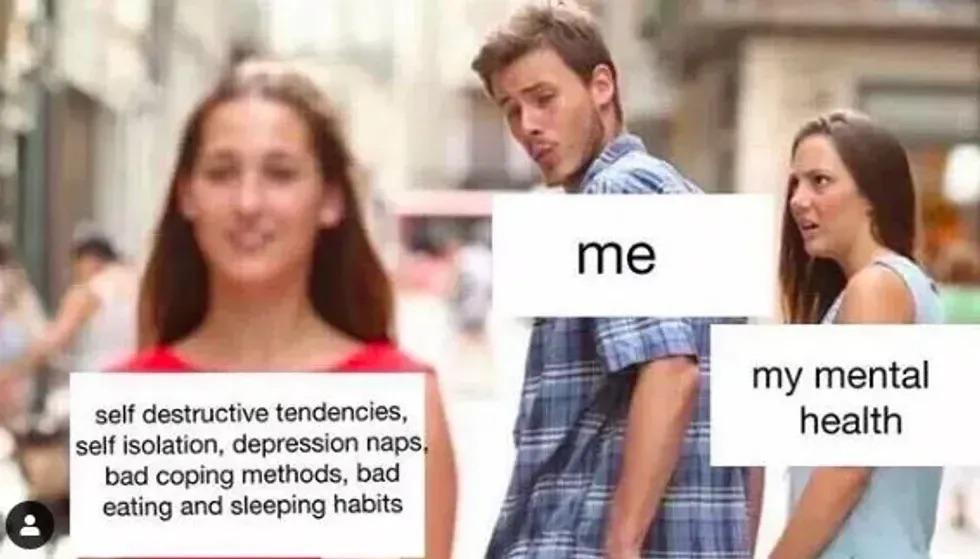 self destructive tendencies,
self isolation, depression naps,
bad coping methods, bad
eating and sleeping habits
me
my mental
health